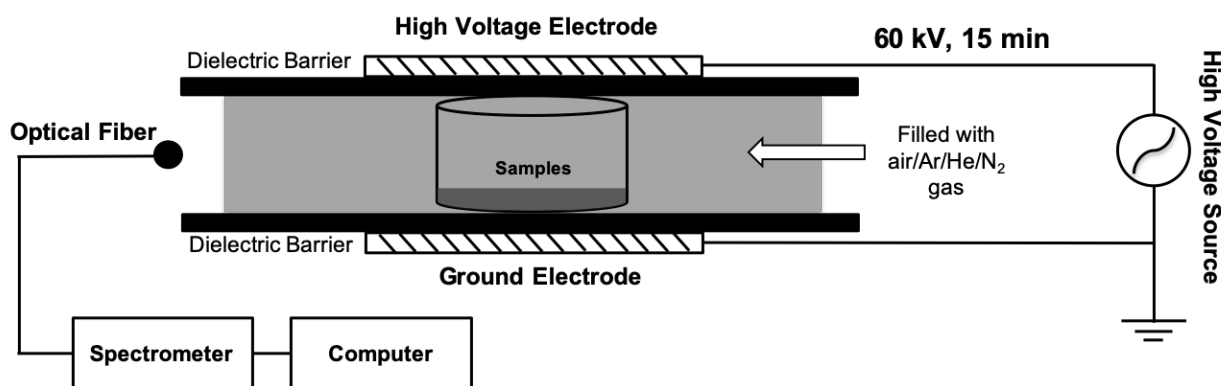 High Voltage Electrode
60 kV, 15 min
Dielectric Barrier
High Voltage Source
Optical Fiber
Filled with
air/Ar/He/N₂
gas
Samples
Dielectric Barrier
Ground Electrode
Spectrometer
Computer